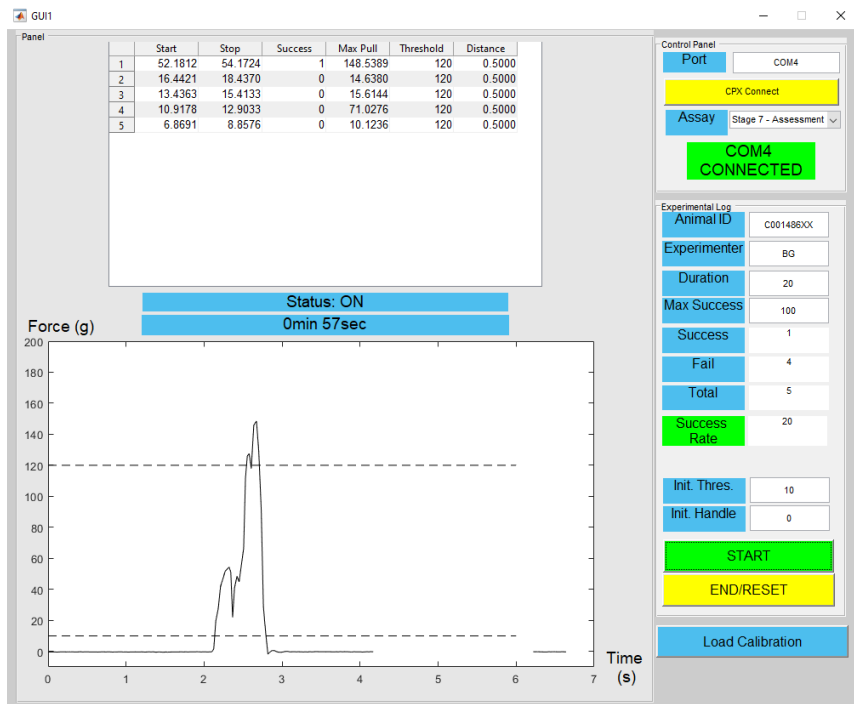 GUI1
Panel
Start Stop Success Max Pull Threshold Distance
1 52.1812 54.1724 1 148.5389 120 0.5000
2 16.4421 18.4370 0 14.6380 120 0.5000
3 13.4363 15.4133 0 15.6144 120 0.5000
4 10.9178 12.9033 0 71.0276 120 0.5000
5 6.8691 8.8576 0 10.1236 120 0.5000
Status: ON
0min 57sec
Force (g)
200
180
160
140
120
100
80
60
40
20
0
0 1 2 3 4 5 6 7
Time
(s)
Control Panel
Port COM4
CPX Connect
Assay Stage 7 - Assessment
COM4
CONNECTED
Experimental Log
Animal ID C001486XX
Experimenter BG
Duration 20
Max Success 100
Success 1
Fail 4
Total 5
Success 20
Rate
Init. Thres. 10
Init. Handle 0
START
END/RESET
Load Calibration